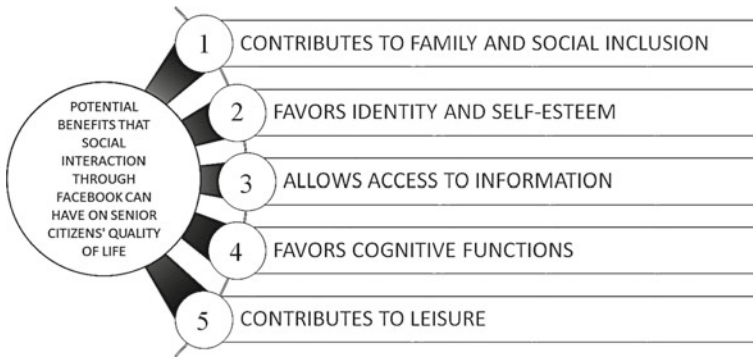 POTENTIAL
BENEFITS THAT
SOCIAL
INTERACTION
THROUGH
FACEBOOK CAN
HAVE ON SENIOR
CITIZENS' QUALITY
OF LIFE
1 CONTRIBUTES TO FAMILY AND SOCIAL INCLUSION
2 FAVORS IDENTITY AND SELF-ESTEEM
3 ALLOWS ACCESS TO INFORMATION
4 FAVORS COGNITIVE FUNCTIONS
5 CONTRIBUTES TO LEISURE